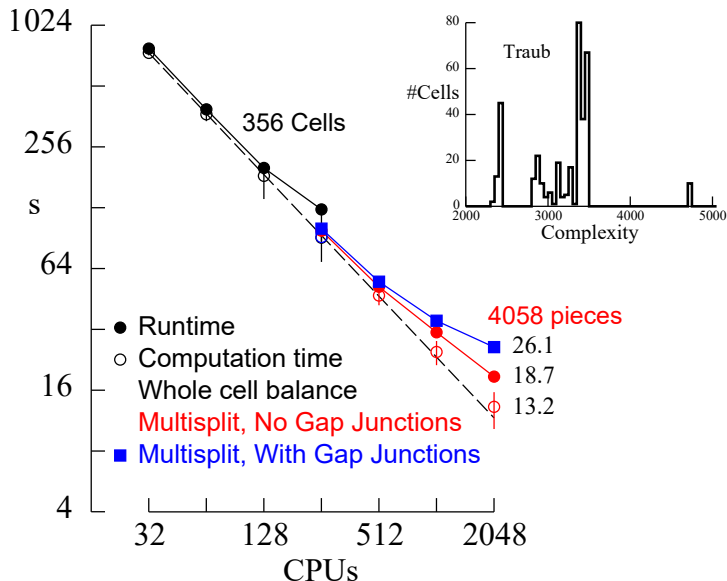 1024
256
s
64
16
4
32
128
512
2048
CPUs
356 Cells
Runtime
Computation time
Whole cell balance
Multisplit, No Gap Junctions
Multisplit, With Gap Junctions
4058 pieces
26.1
18.7
13.2
80
60
#Cells
40
20
0
Traub
2000
3000
4000
5000
Complexity